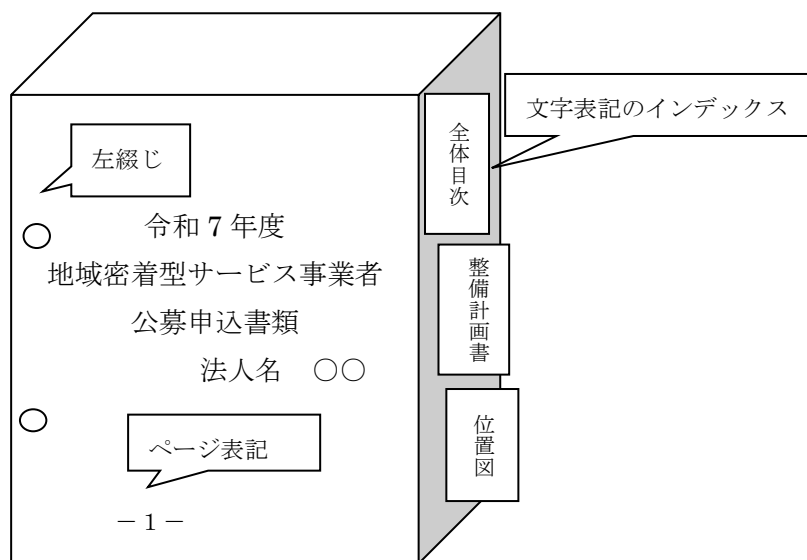 左綴じ
令和７年度
地域密着型サービス事業者
公募申込書類
法人名　○○
ページ表記
－１－
文字表記のインデックス
全体目次
整備計画書
位置図